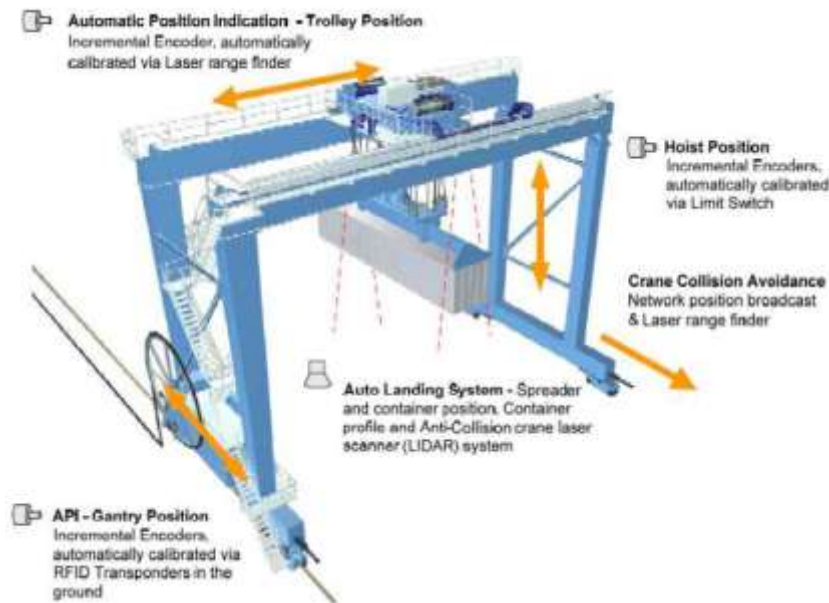 Automatic Position Indication - Trolley Position
Incremental Encoder, automatically
calibrated via Laser range finder
Hoist Position
Incremental Encoders,
automatically calibrated
via Limit Switch
Crane Collision Avoidance
Network position broadcast
& Laser range finder
Auto Landing System - Spreader
and container position. Container
profile and Anti-Collision crane laser
scanner (LIDAR) system
API - Gantry Position
Incremental Encoders,
automatically calibrated via
RFID Transponders in the
ground